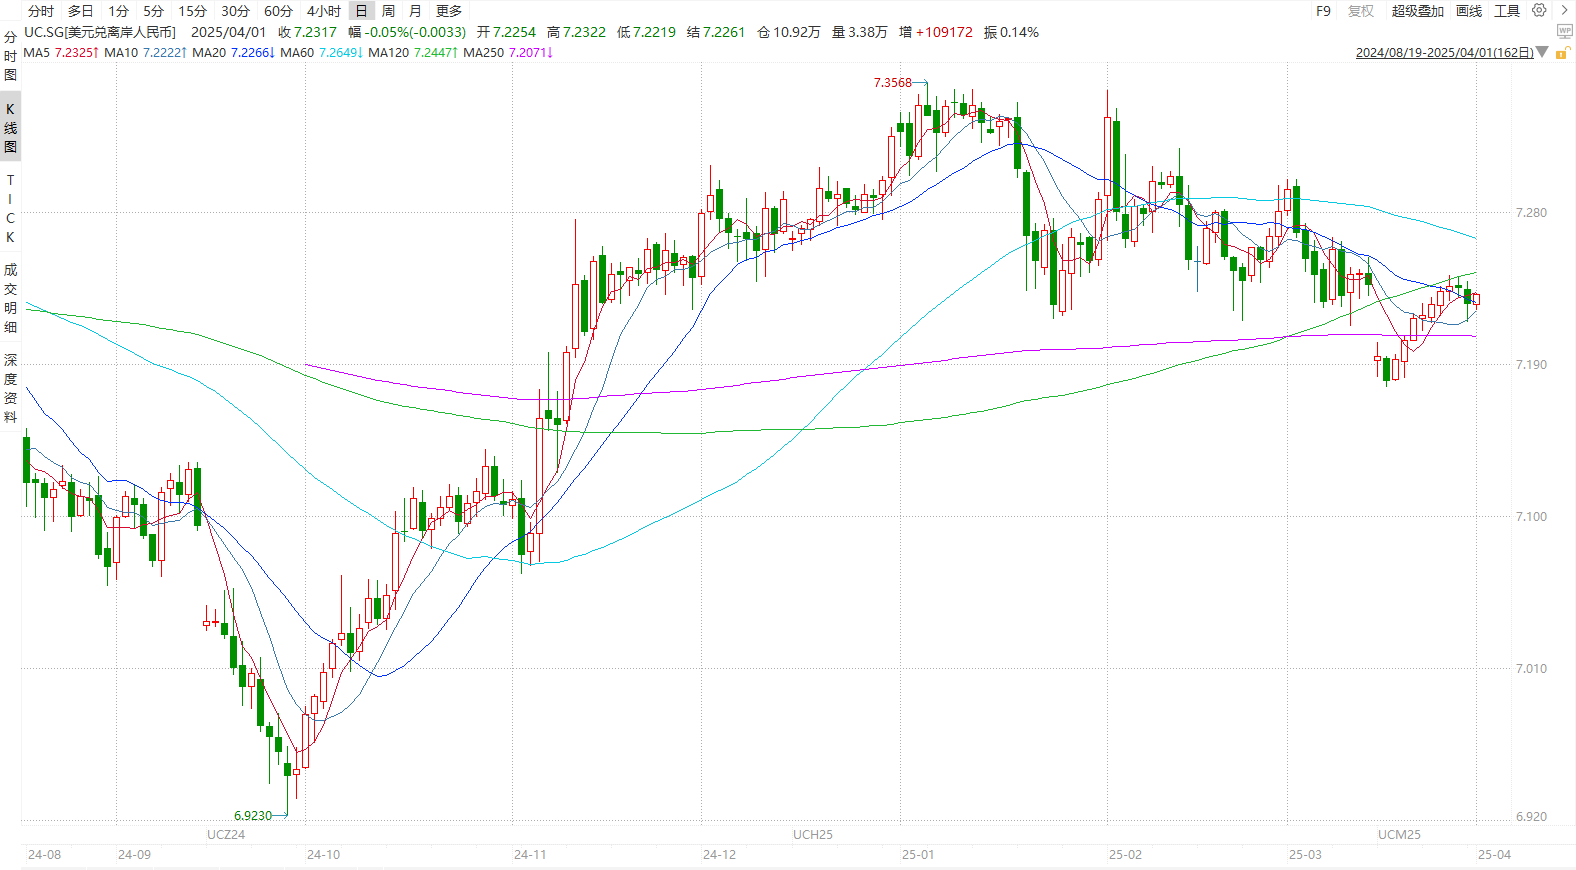 分时 多日 1分 5分 15分 30分 60分 4小时 日 周 月 更多 F9 复权 超级叠加 画线 工具
UC.SG[美元兑离岸人民币] 2025/04/01 收 7.2317 幅 -0.05%(-0.0033) 开 7.2254 高 7.2322 低 7.2219 结 7.2261 仓 10.92万 量 3.38万 增 +109172 振 0.14%
WP
MA5 7.2325↑ MA10 7.2222↑ MA20 7.2266↓ MA60 7.2649↓ MA120 7.2447↑ MA250 7.2071↓
2024/08/19-2025/04/01(162日)
分时图
K线图
TICK
成交明细
深度资料
7.3568
7.280
7.190
7.100
7.010
6.9230
6.920
UCZ24 UCH25 UCM25
24-08 24-09 24-10 24-11 24-12 25-01 25-02 25-03 25-04